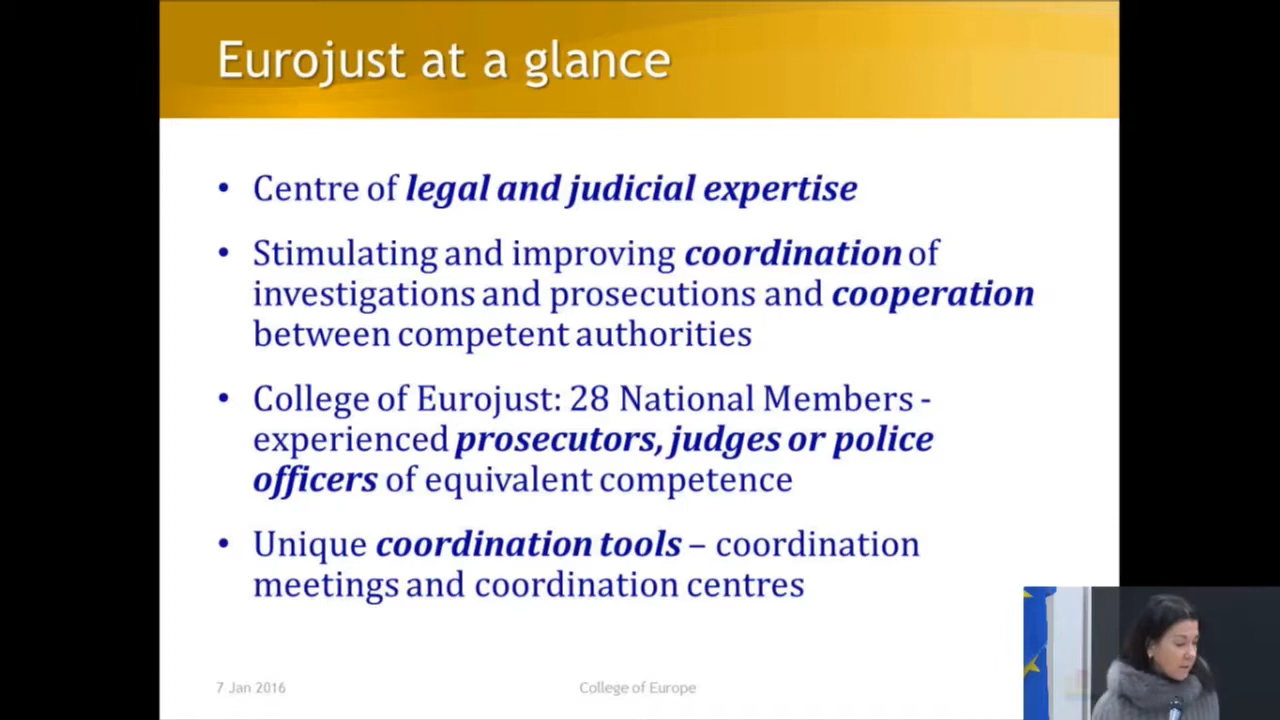 Eurojust at a glance
• Centre of legal and judicial expertise
• Stimulating and improving coordination of
investigations and prosecutions and cooperation
between competent authorities
• College of Eurojust: 28 National Members -
experienced prosecutors, judges or police
officers of equivalent competence
• Unique coordination tools – coordination
meetings and coordination centres
7 Jan 2016
College of Europe